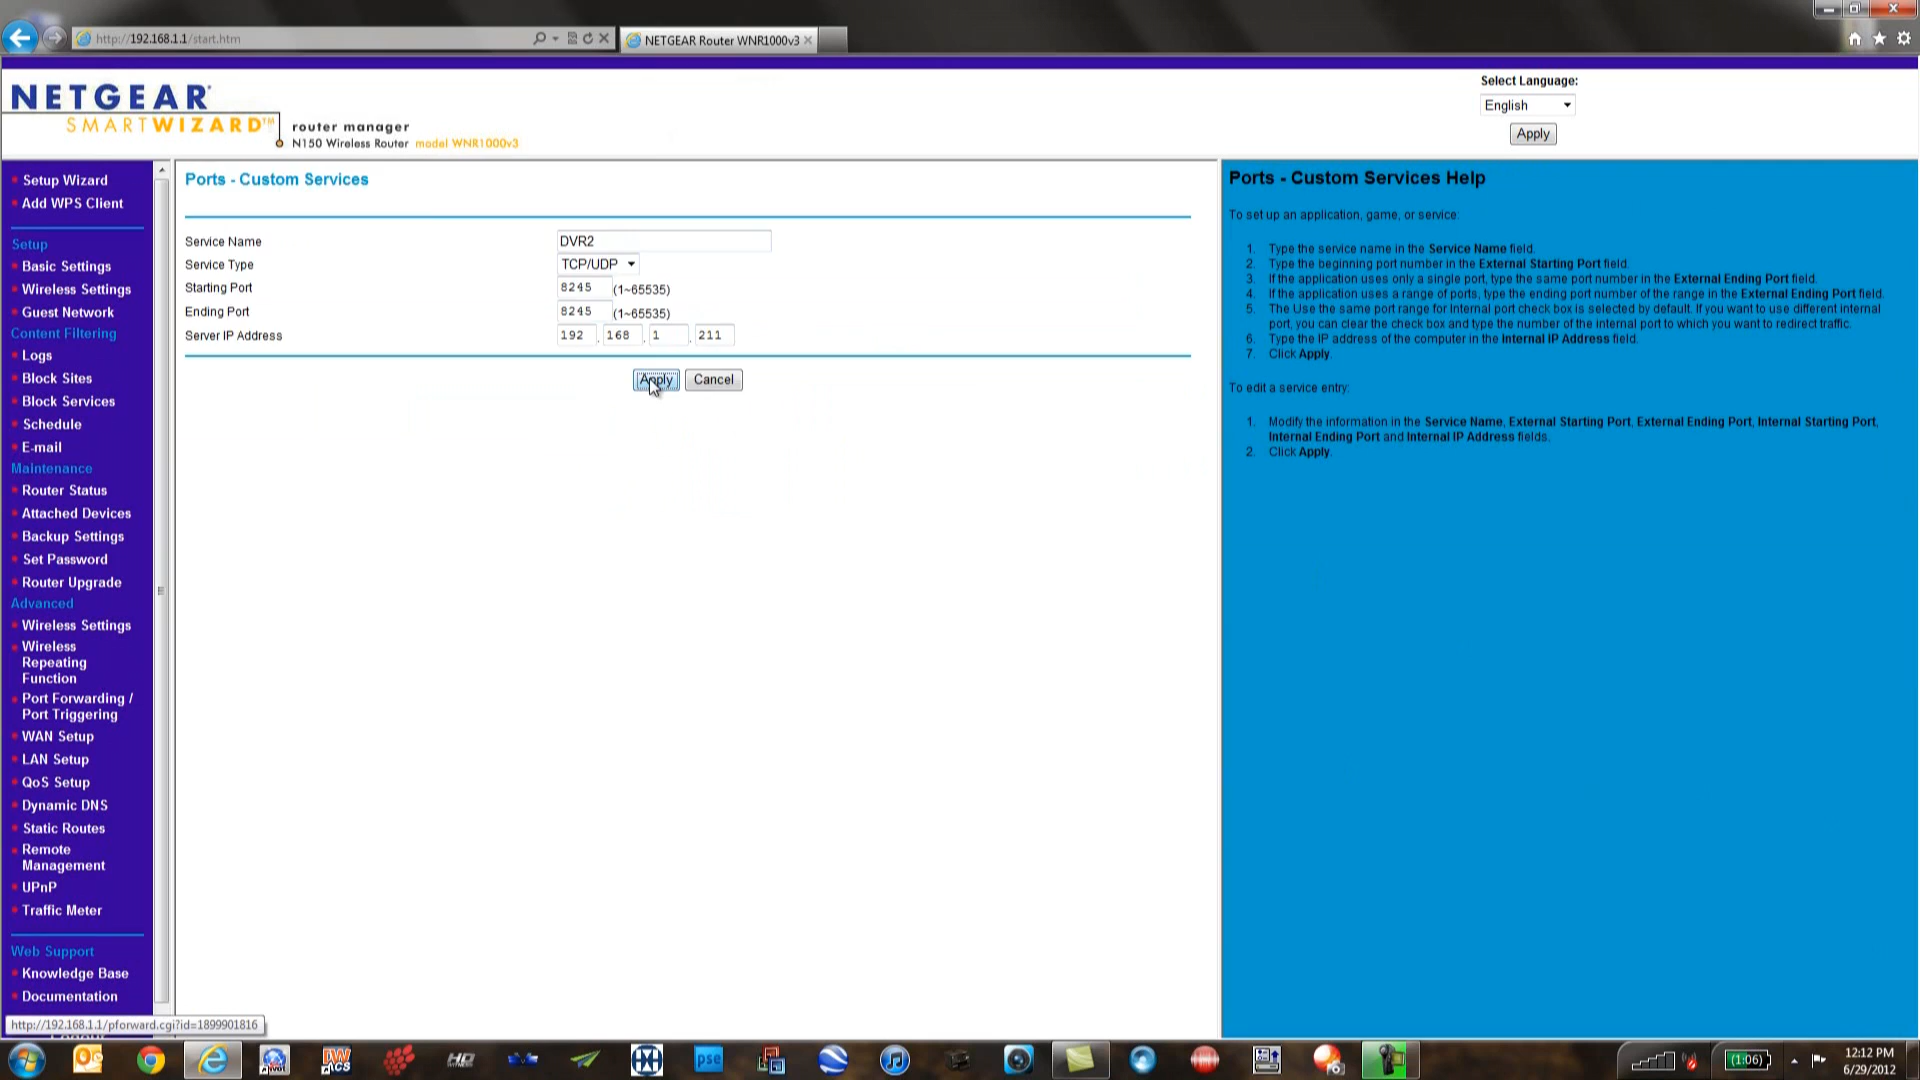 http://192.168.1.1/start.htm
NETGEAR Router WNR1000v3
NETGEAR
SMARTWIZARD™
router manager
N150 Wireless Router model WNR1000v3
Select Language:
English
Apply
Setup Wizard
Add WPS Client
Setup
Basic Settings
Wireless Settings
Guest Network
Content Filtering
Logs
Block Sites
Block Services
Schedule
E-mail
Maintenance
Router Status
Attached Devices
Backup Settings
Set Password
Router Upgrade
Advanced
Wireless Settings
Wireless
Repeating
Function
Port Forwarding /
Port Triggering
WAN Setup
LAN Setup
QoS Setup
Dynamic DNS
Static Routes
Remote
Management
UPnP
Traffic Meter
Web Support
Knowledge Base
Documentation
http://192.168.1.1/pforward.cgi?id=1899901816
Ports - Custom Services
Service Name DVR2
Service Type TCP/UDP
Starting Port 8245 (1~65535)
Ending Port 8245 (1~65535)
Server IP Address 192 . 168 . 1 . 211
Apply Cancel
Ports - Custom Services Help
To set up an application, game, or service:
1. Type the service name in the Service Name field.
2. Type the beginning port number in the External Starting Port field.
3. If the application uses only a single port, type the same port number in the External Ending Port field.
4. If the application uses a range of ports, type the ending port number of the range in the External Ending Port field.
5. The Use the same port range for Internal port check box is selected by default. If you want to use different internal
port, you can clear the check box and type the number of the internal port to which you want to redirect traffic.
6. Type the IP address of the computer in the Internal IP Address field.
7. Click Apply.
To edit a service entry:
1. Modify the information in the Service Name, External Starting Port, External Ending Port, Internal Starting Port,
Internal Ending Port and Internal IP Address fields.
2. Click Apply.
DW
ACS
HD
pse
(1:06)
12:12 PM
6/29/2012